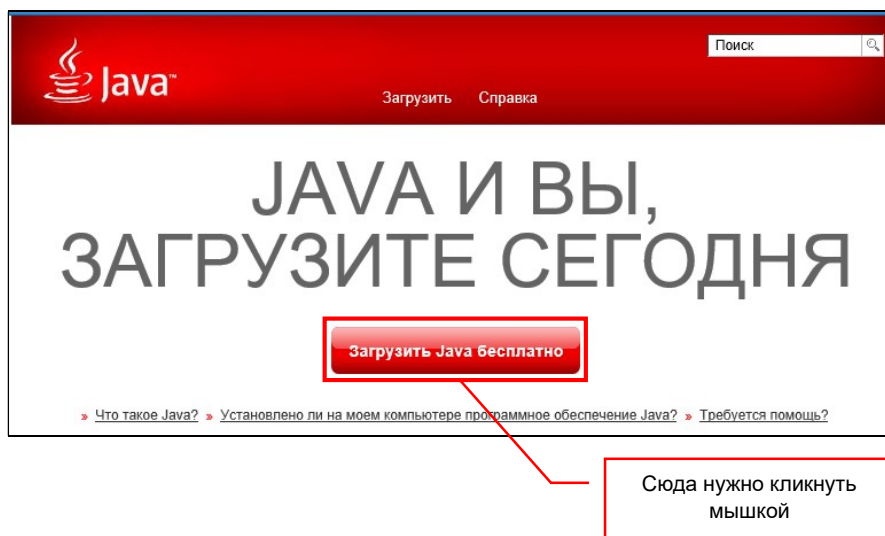 Поиск
Java™
Загрузить Справка
JAVA И ВЫ,
ЗАГРУЗИТЕ СЕГОДНЯ
Загрузить Java бесплатно
» Что такое Java? » Установлено ли на моем компьютере программное обеспечение Java? » Требуется помощь?
Сюда нужно кликнуть
мышкой